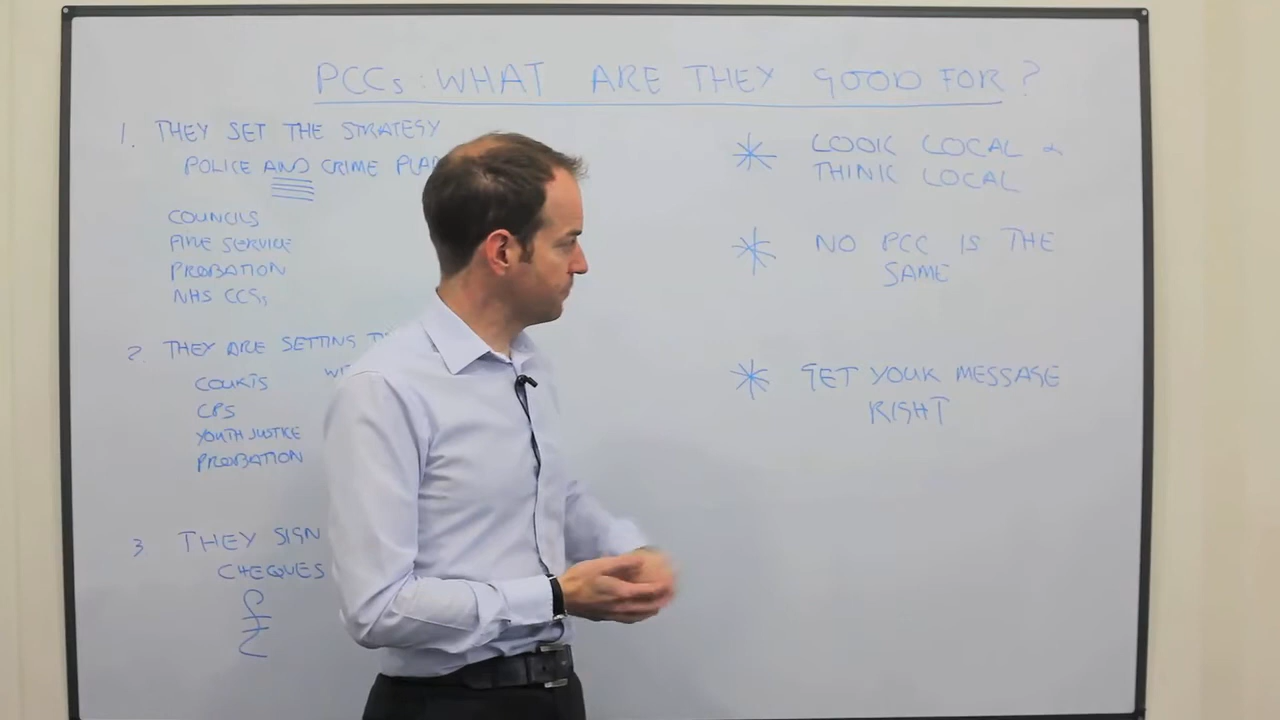 PCCs: WHAT ARE THEY GOOD FOR?
1. THEY SET THE STRATEGY
POLICE AND CRIME
COUNCILS
FIRE SERVICE
PROBATION
NHS CCGs
2. THEY ARE SETTING
COURTS
CPS
YOUTH JUSTICE
PROBATION
3 THEY SIGN
CHEQUES
£
* LOOK LOCAL &
THINK LOCAL
* NO PCC IS THE
SAME
* GET YOUR MESSAGE
RIGHT